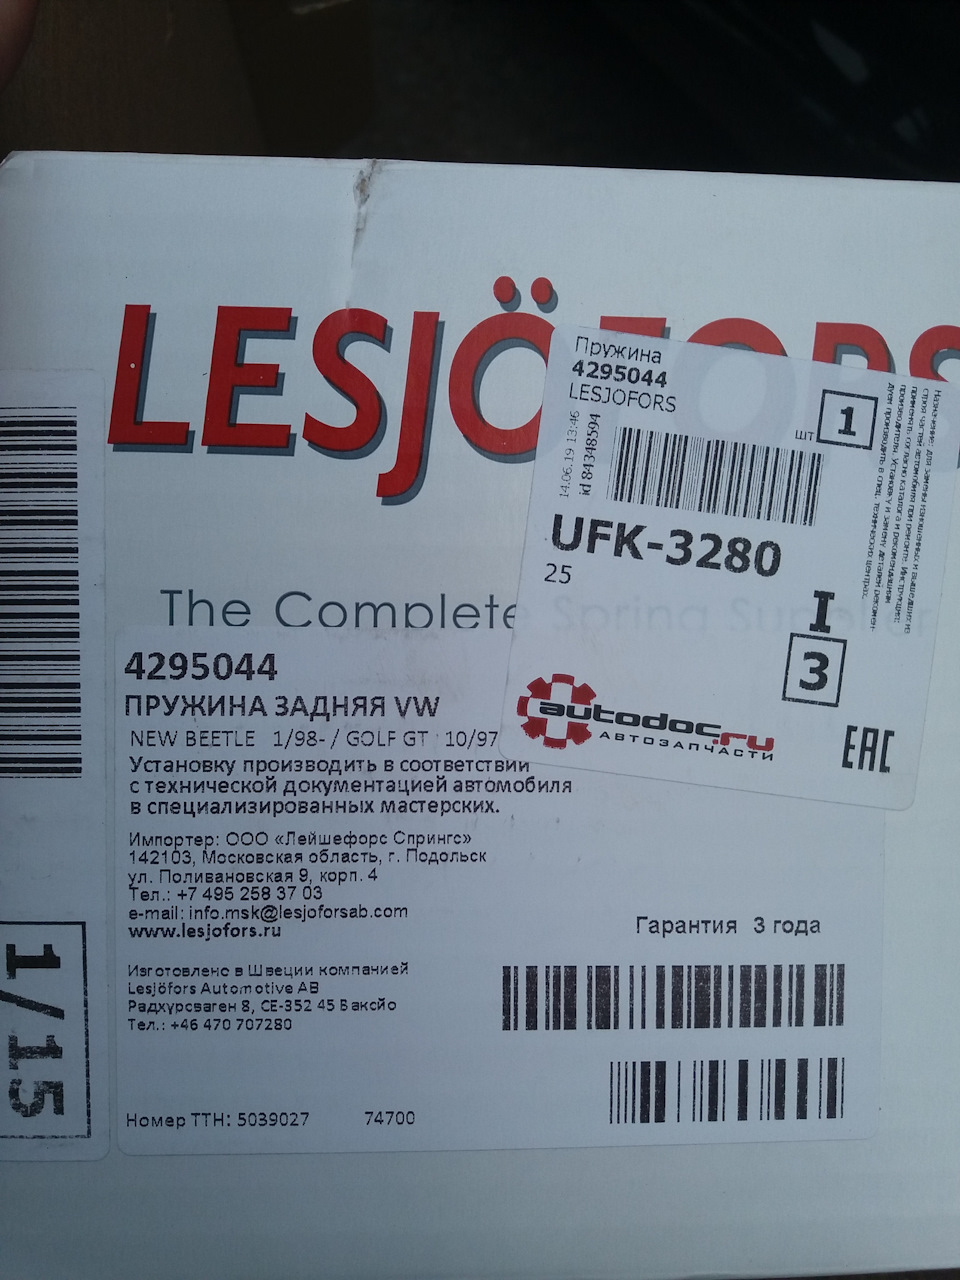 LESJÖFORS
Пружина
4295044
LESJOFORS
14.06.19 13:46
id 84348594
шт
1
UFK-3280
25
I
3
autodoc.ru
АВТОЗАПЧАСТИ
EAC
The Complete Spring Supplier
4295044
ПРУЖИНА ЗАДНЯЯ VW
NEW BEETLE 1/98- / GOLF GT 10/97
Установку производить в соответствии
с технической документацией автомобиля
в специализированных мастерских.
Импортер: ООО «Лейшефорс Спрингс»
142103, Московская область, г. Подольск
ул. Поливановская 9, корп. 4
Тел.: +7 495 258 37 03
e-mail: info.msk@lesjoforsab.com
www.lesjofors.ru
Гарантия 3 года
Изготовлено в Швеции компанией
Lesjöfors Automotive AB
Радхурсваген 8, CE-352 45 Ваксйо
Тел.: +46 470 707280
Номер ТТН: 5039027 74700
1/15